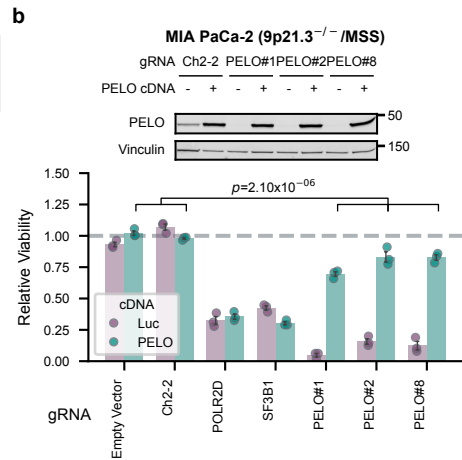 b
MIA PaCa-2 (9p21.3−/−/MSS)
gRNA Ch2-2 PELO#1 PELO#2 PELO#8
PELO cDNA - + - + - + - +
PELO 50
Vinculin 150
p=2.10x10−06
Relative Viability
1.50
1.25
1.00
0.75
0.50
0.25
0.00
cDNA
Luc
PELO
gRNA
Empty Vector
Ch2-2
POLR2D
SF3B1
PELO#1
PELO#2
PELO#8